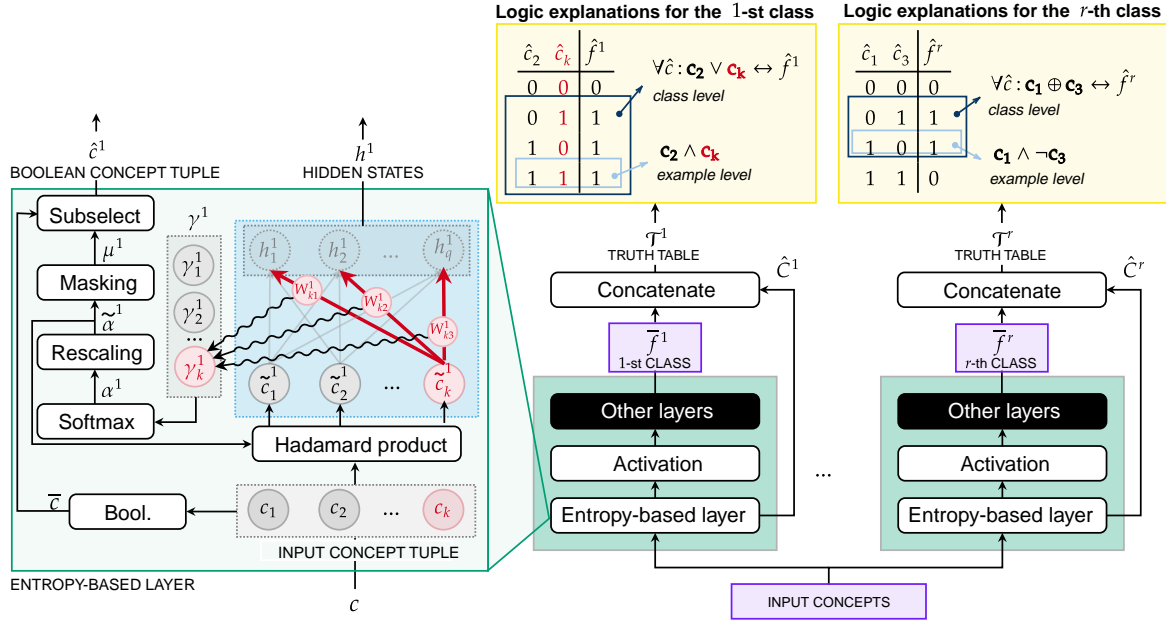 Logic explanations for the 1-st class
ĉ₂ ĉₖ f̂¹
0 0 0
0 1 1
1 0 1
1 1 1
∀ĉ : c₂ ∨ cₖ ↔ f̂¹
class level
c₂ ∧ cₖ
example level
Logic explanations for the r-th class
ĉ₁ ĉ₃ f̂ʳ
0 0 0
0 1 1
1 0 1
1 1 0
∀ĉ : c₁ ⊕ c₃ ↔ f̂ʳ
class level
c₁ ∧ ¬c₃
example level
ĉ¹
BOOLEAN CONCEPT TUPLE
h¹
HIDDEN STATES
Subselect
μ¹
Masking
α̃¹
Rescaling
α¹
Softmax
γ¹
γ₁¹
γ₂¹
...
γₖ¹
h₁¹ h₂¹ ... h_q¹
W¹ₖ₁ W¹ₖ₂ W¹ₖ₃
c̃₁¹ c̃₂¹ ... c̃ₖ¹
Hadamard product
c̄
Bool.
c₁ c₂ ... cₖ
INPUT CONCEPT TUPLE
ENTROPY-BASED LAYER
c
𝒯¹
TRUTH TABLE
Ĉ¹
Concatenate
f̄¹
1-st CLASS
Other layers
Activation
Entropy-based layer
...
𝒯ʳ
TRUTH TABLE
Ĉʳ
Concatenate
f̄ʳ
r-th CLASS
Other layers
Activation
Entropy-based layer
INPUT CONCEPTS